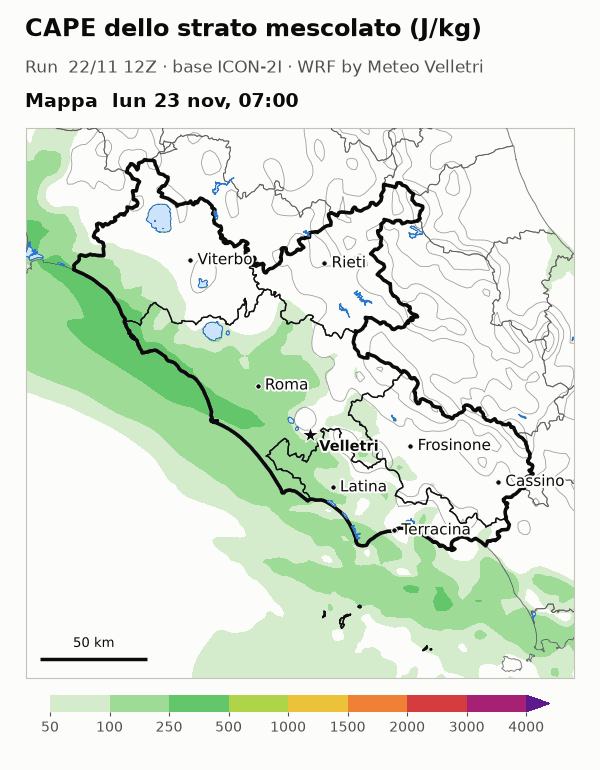 CAPE dello strato mescolato (J/kg)
Run 22/11 12Z · base ICON-2I · WRF by Meteo Velletri
Mappa lun 23 nov, 07:00
Viterbo
Rieti
Roma
Velletri
Frosinone
Latina
Cassino
Terracina
50 km
50 100 250 500 1000 1500 2000 3000 4000